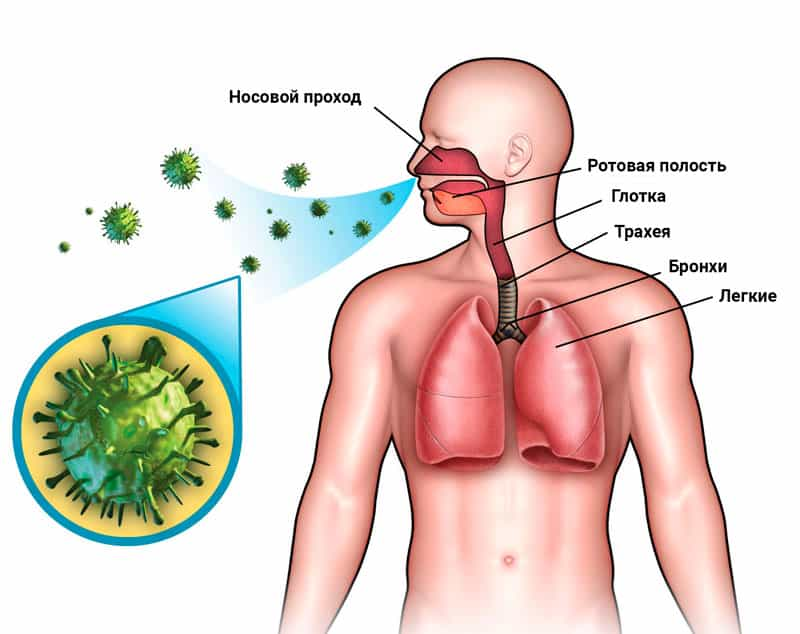 Носовой проход
Ротовая полость
Глотка
Трахея
Бронхи
Легкие